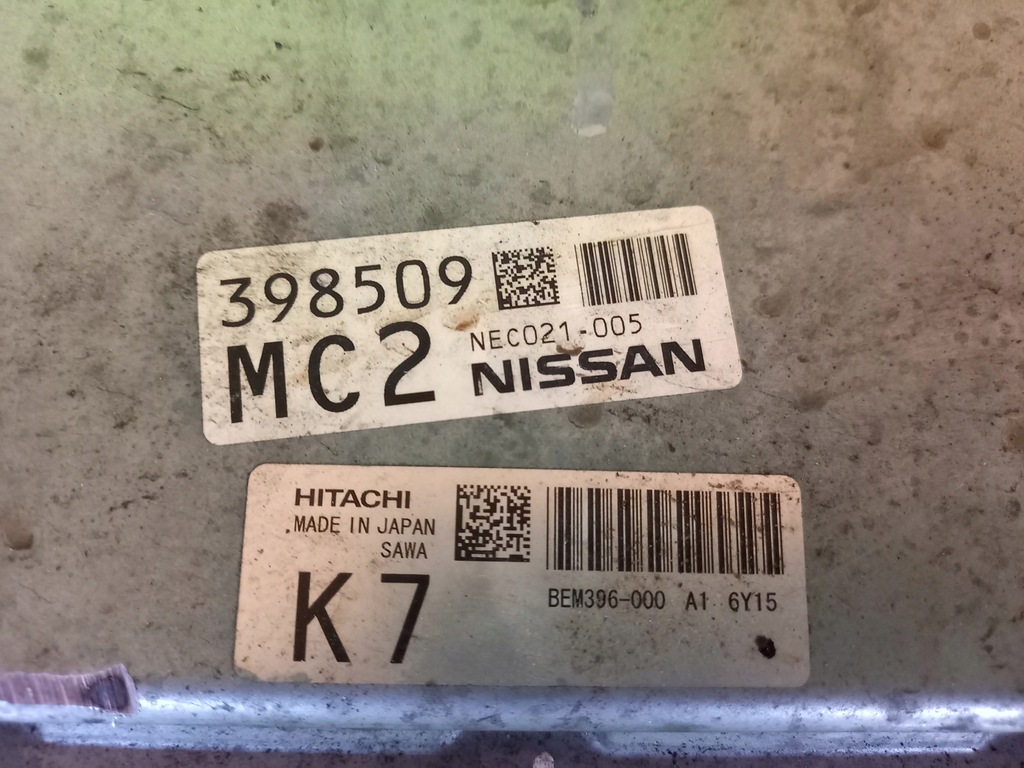 398509
MC2
NEC021-005
NISSAN
HITACHI
MADE IN JAPAN
SAWA
K7
BEM396-000 A1 6Y15